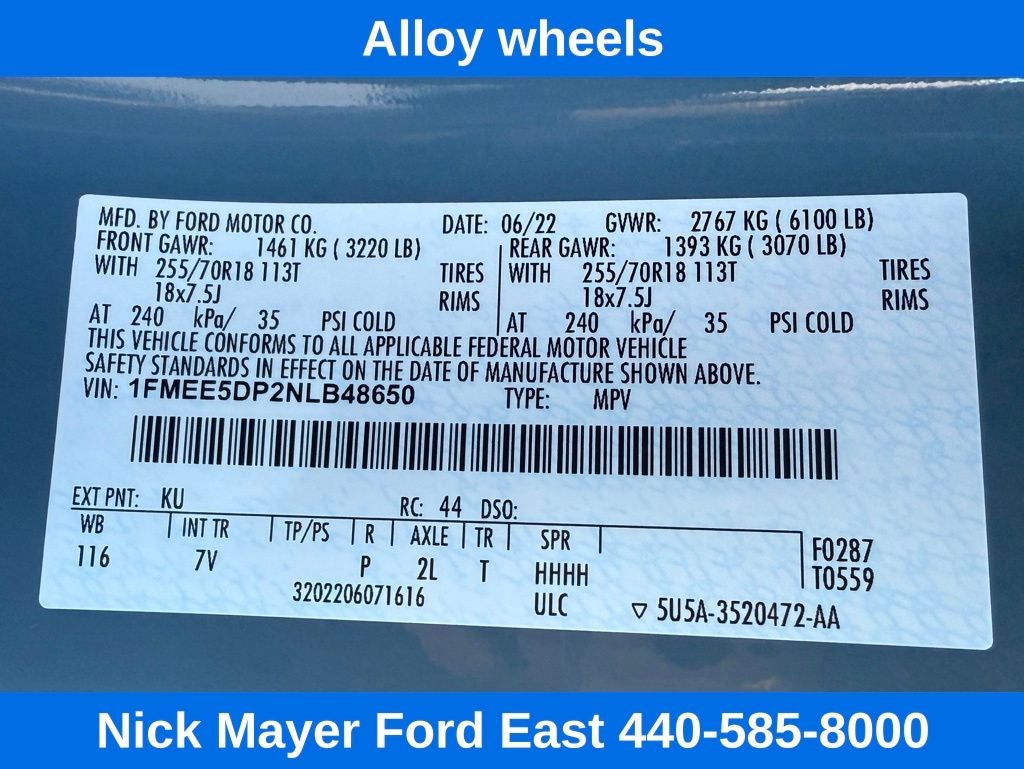 Alloy wheels
MFD. BY FORD MOTOR CO. DATE: 06/22 GVWR: 2767 KG ( 6100 LB)
FRONT GAWR: 1461 KG ( 3220 LB) REAR GAWR: 1393 KG ( 3070 LB)
WITH 255/70R18 113T TIRES WITH 255/70R18 113T TIRES
18x7.5J RIMS 18x7.5J RIMS
AT 240 kPa/ 35 PSI COLD AT 240 kPa/ 35 PSI COLD
THIS VEHICLE CONFORMS TO ALL APPLICABLE FEDERAL MOTOR VEHICLE
SAFETY STANDARDS IN EFFECT ON THE DATE OF MANUFACTURE SHOWN ABOVE.
VIN: 1FMEE5DP2NLB48650 TYPE: MPV
EXT PNT: KU RC: 44 DSO:
WB INT TR TP/PS R AXLE TR SPR F0287
116 7V P 2L T HHHH T0559
3202206071616 ULC ▽ 5U5A-3520472-AA
Nick Mayer Ford East 440-585-8000